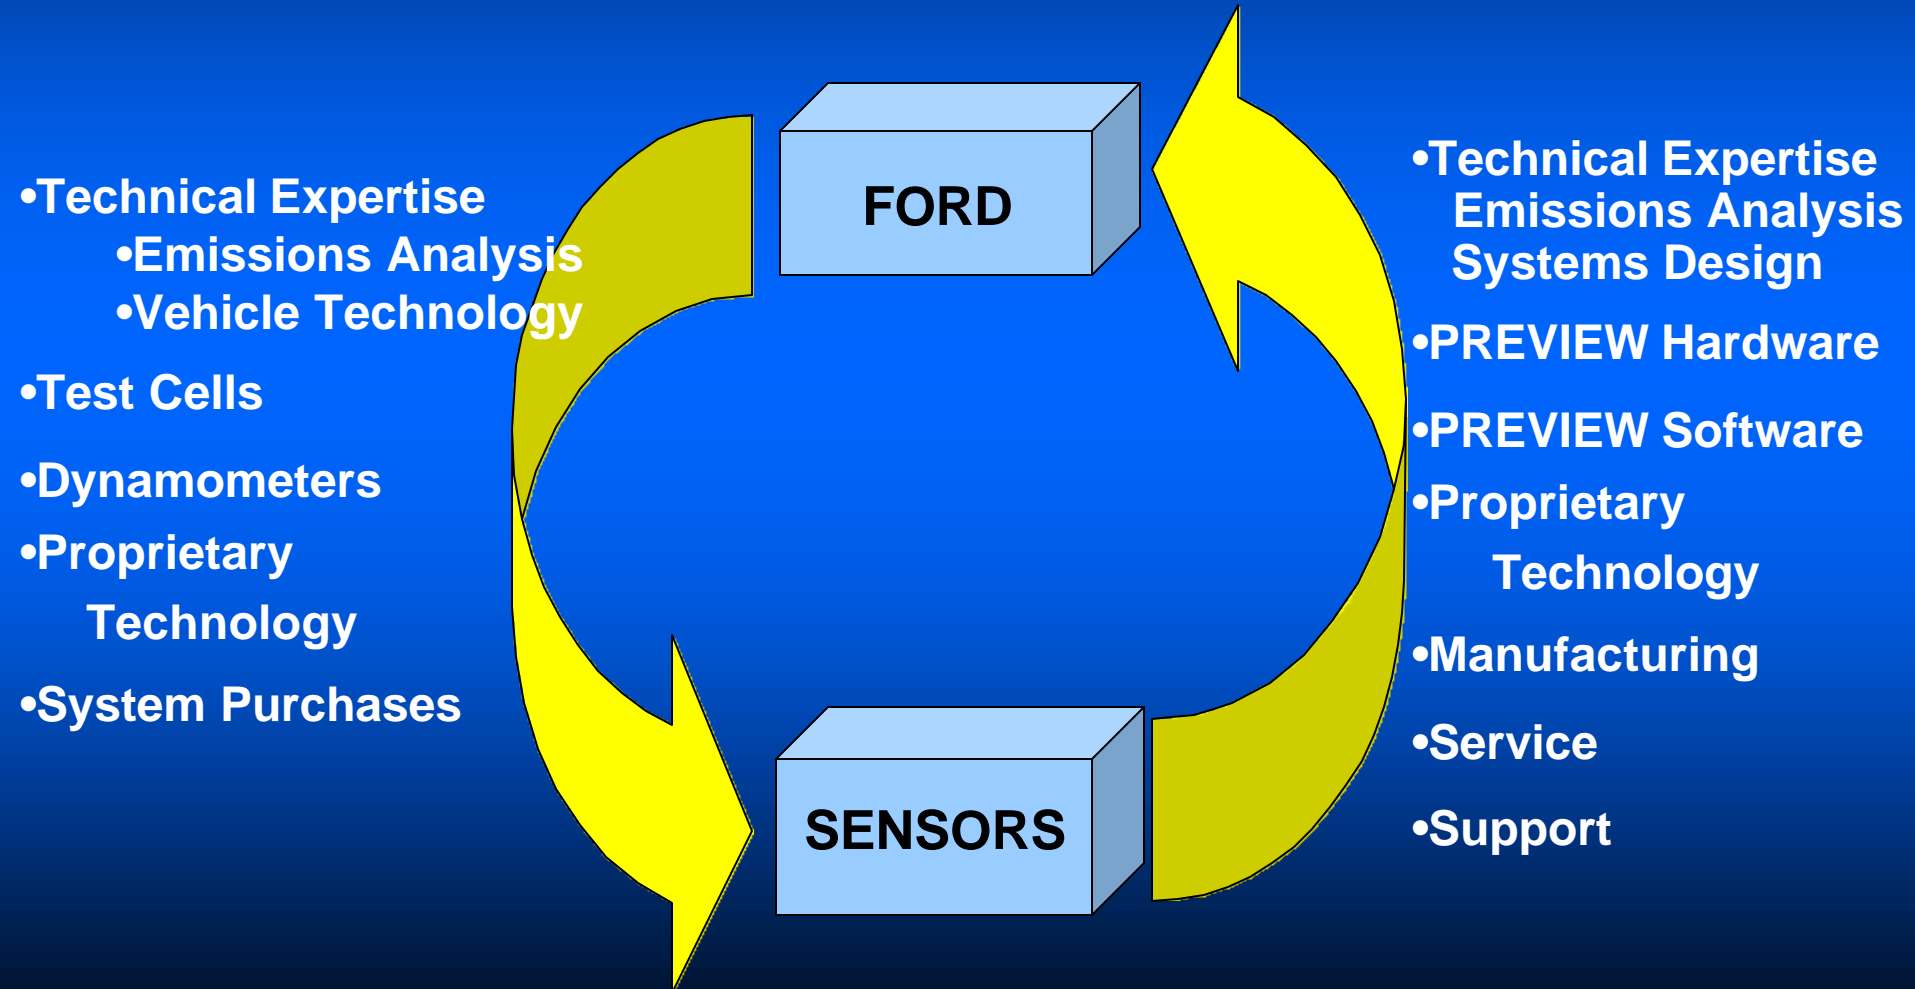 •Technical Expertise
•Emissions Analysis
•Vehicle Technology
•Test Cells
•Dynamometers
•Proprietary
Technology
•System Purchases
FORD
SENSORS
•Technical Expertise
Emissions Analysis
Systems Design
•PREVIEW Hardware
•PREVIEW Software
•Proprietary
Technology
•Manufacturing
•Service
•Support